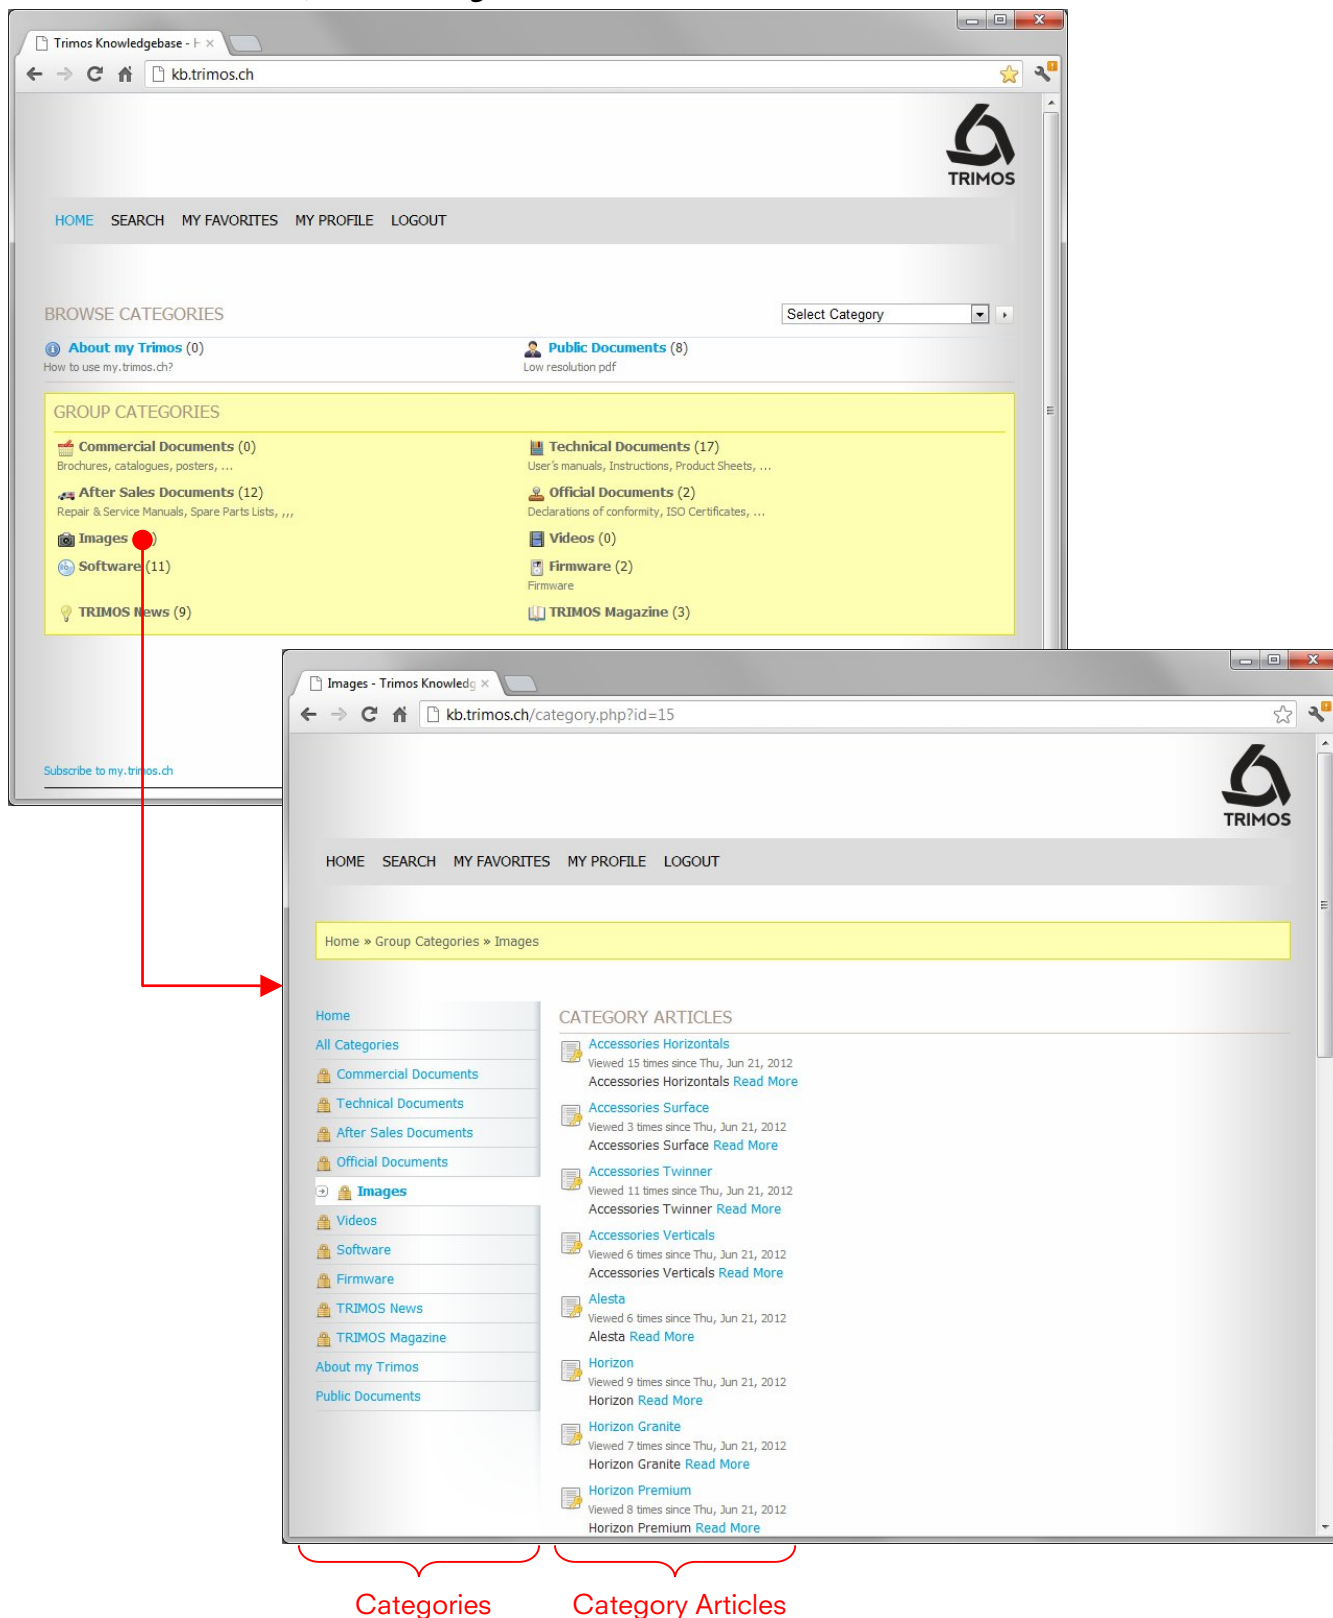 Trimos Knowledgebase - H
kb.trimos.ch
TRIMOS
HOME SEARCH MY FAVORITES MY PROFILE LOGOUT
BROWSE CATEGORIES
Select Category
About my Trimos (0)
Public Documents (8)
How to use my.trimos.ch?
Low resolution pdf
GROUP CATEGORIES
Commercial Documents (0)
Technical Documents (17)
Brochures, catalogues, posters, ...
User's manuals, Instructions, Product Sheets, ...
After Sales Documents (12)
Official Documents (2)
Repair & Service Manuals, Spare Parts Lists, ,,,
Declarations of conformity, ISO Certificates, ...
Images
Videos (0)
Software (11)
Firmware (2)
Firmware
TRIMOS News (9)
TRIMOS Magazine (3)
Subscribe to my.trimos.ch
Images - Trimos Knowledg
kb.trimos.ch/category.php?id=15
TRIMOS
HOME SEARCH MY FAVORITES MY PROFILE LOGOUT
Home » Group Categories » Images
Home
All Categories
Commercial Documents
Technical Documents
After Sales Documents
Official Documents
Images
Videos
Software
Firmware
TRIMOS News
TRIMOS Magazine
About my Trimos
Public Documents
CATEGORY ARTICLES
Accessories Horizontals
Viewed 15 times since Thu, Jun 21, 2012
Accessories Horizontals Read More
Accessories Surface
Viewed 3 times since Thu, Jun 21, 2012
Accessories Surface Read More
Accessories Twinner
Viewed 11 times since Thu, Jun 21, 2012
Accessories Twinner Read More
Accessories Verticals
Viewed 6 times since Thu, Jun 21, 2012
Accessories Verticals Read More
Alesta
Viewed 6 times since Thu, Jun 21, 2012
Alesta Read More
Horizon
Viewed 9 times since Thu, Jun 21, 2012
Horizon Read More
Horizon Granite
Viewed 7 times since Thu, Jun 21, 2012
Horizon Granite Read More
Horizon Premium
Viewed 8 times since Thu, Jun 21, 2012
Horizon Premium Read More
Categories
Category Articles